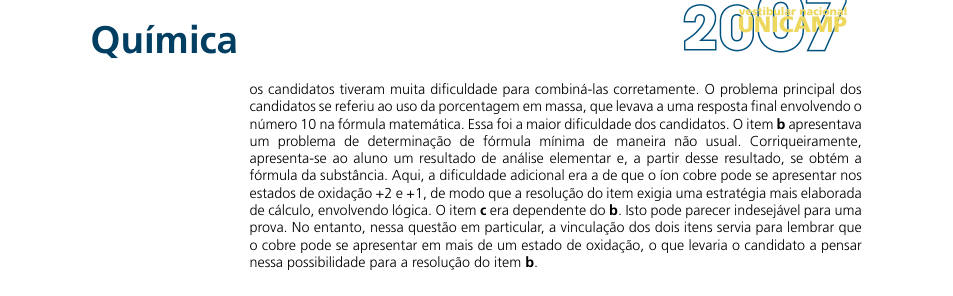 2007
vestibular nacional
UNICAMP
Química
os candidatos tiveram muita dificuldade para combiná-las corretamente. O problema principal dos
candidatos se referiu ao uso da porcentagem em massa, que levava a uma resposta final envolvendo o
número 10 na fórmula matemática. Essa foi a maior dificuldade dos candidatos. O item b apresentava
um problema de determinação de fórmula mínima de maneira não usual. Corriqueiramente,
apresenta-se ao aluno um resultado de análise elementar e, a partir desse resultado, se obtém a
fórmula da substância. Aqui, a dificuldade adicional era a de que o íon cobre pode se apresentar nos
estados de oxidação +2 e +1, de modo que a resolução do item exigia uma estratégia mais elaborada
de cálculo, envolvendo lógica. O item c era dependente do b. Isto pode parecer indesejável para uma
prova. No entanto, nessa questão em particular, a vinculação dos dois itens servia para lembrar que
o cobre pode se apresentar em mais de um estado de oxidação, o que levaria o candidato a pensar
nessa possibilidade para a resolução do item b.